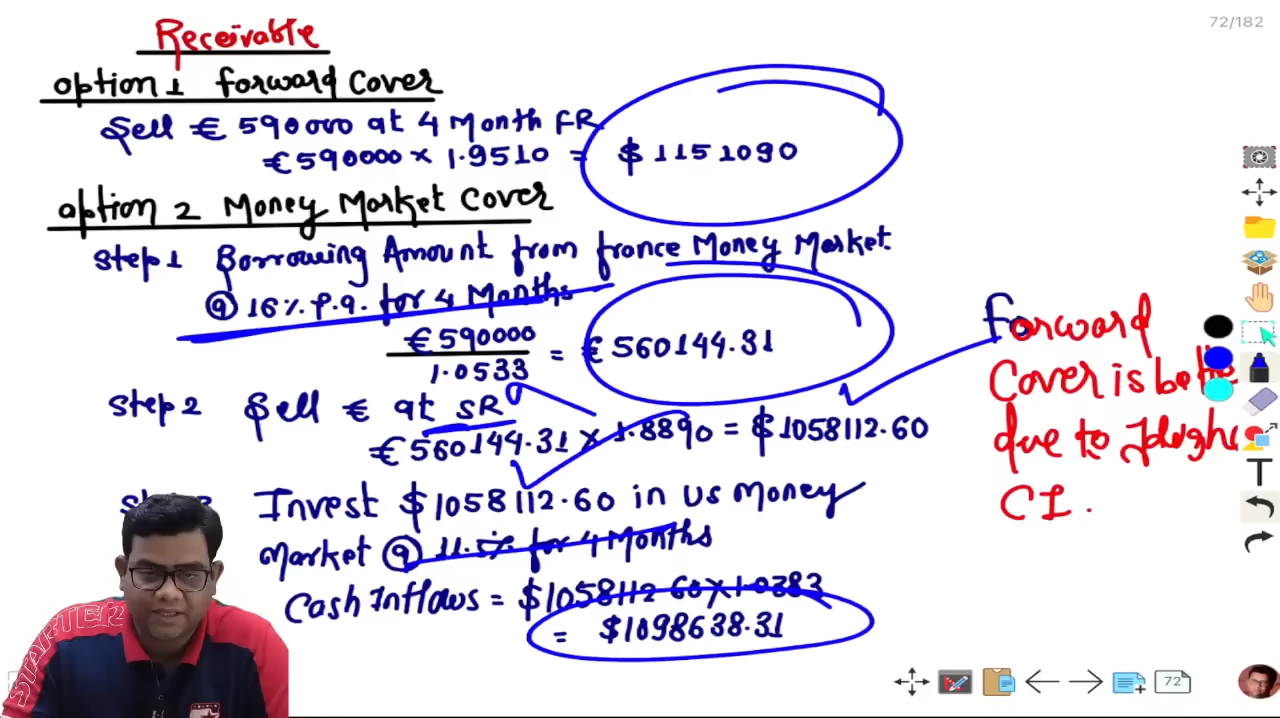 72/182
Receivable
option 1 Forward Cover
Sell € 590000 at 4 Month FR
€590000 × 1.9510 = $ 1151090
option 2 Money Market Cover
Step 1 Borrowing Amount from france Money Market
@ 16% P.a. for 4 Months
€590000
1.0533
= €560144.31
Step 2 Sell € at SR
€560144.31 × 1.8890 = $1058112.60
Invest $1058112.60 in US Money
Market @ 11.5% for 4 Months
Cash Inflows = $1058112.60×1.0383
= $1098638.31
Forward
Cover is
due to
CI.
STARTER
T
72